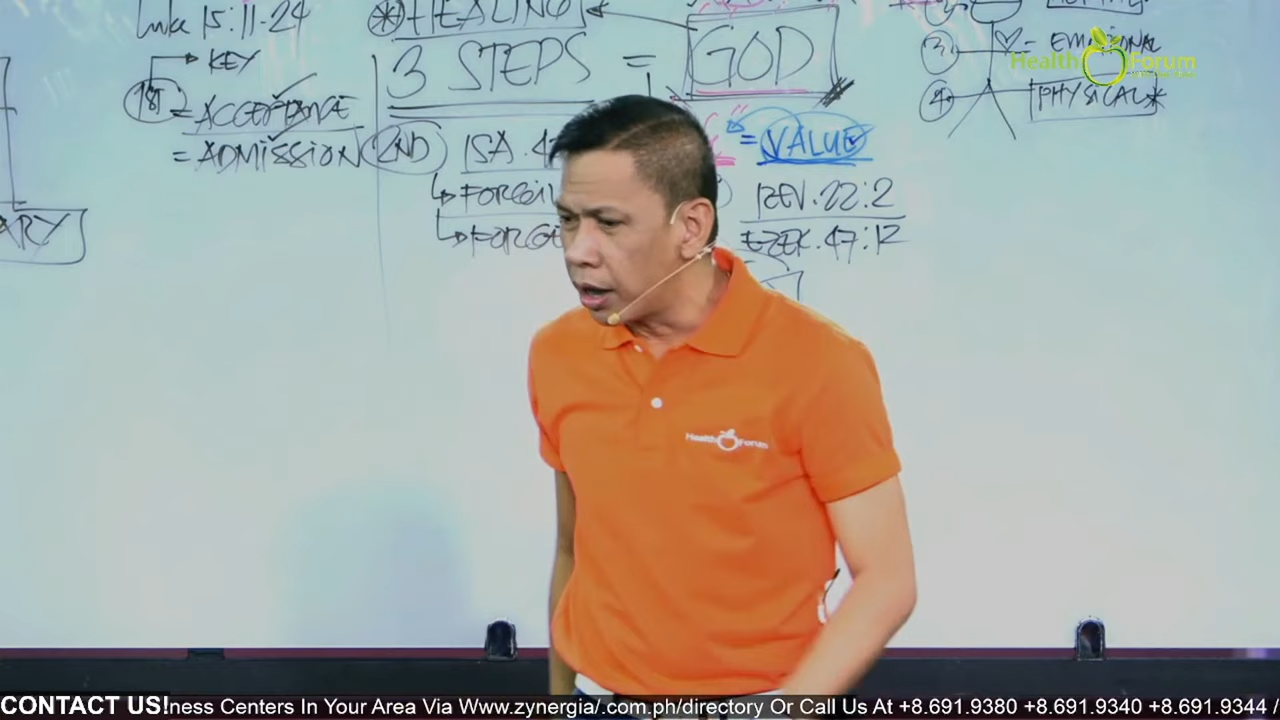 Luke 15:11-24
KEY
1st = ACCEPTANCE
= ADMISSION
HEALING
3 STEPS = GOD
2ND ISA. 4
FORGIV
FORGE
= VALUE
REV. 22:2
EZEK. 47:12
3 = EMOTIONAL
4 PHYSICAL*
ARY
Health Forum
Health Forum
CONTACT US! ness Centers In Your Area Via Www.zynergia/.com.ph/directory Or Call Us At +8.691.9380 +8.691.9340 +8.691.9344 /